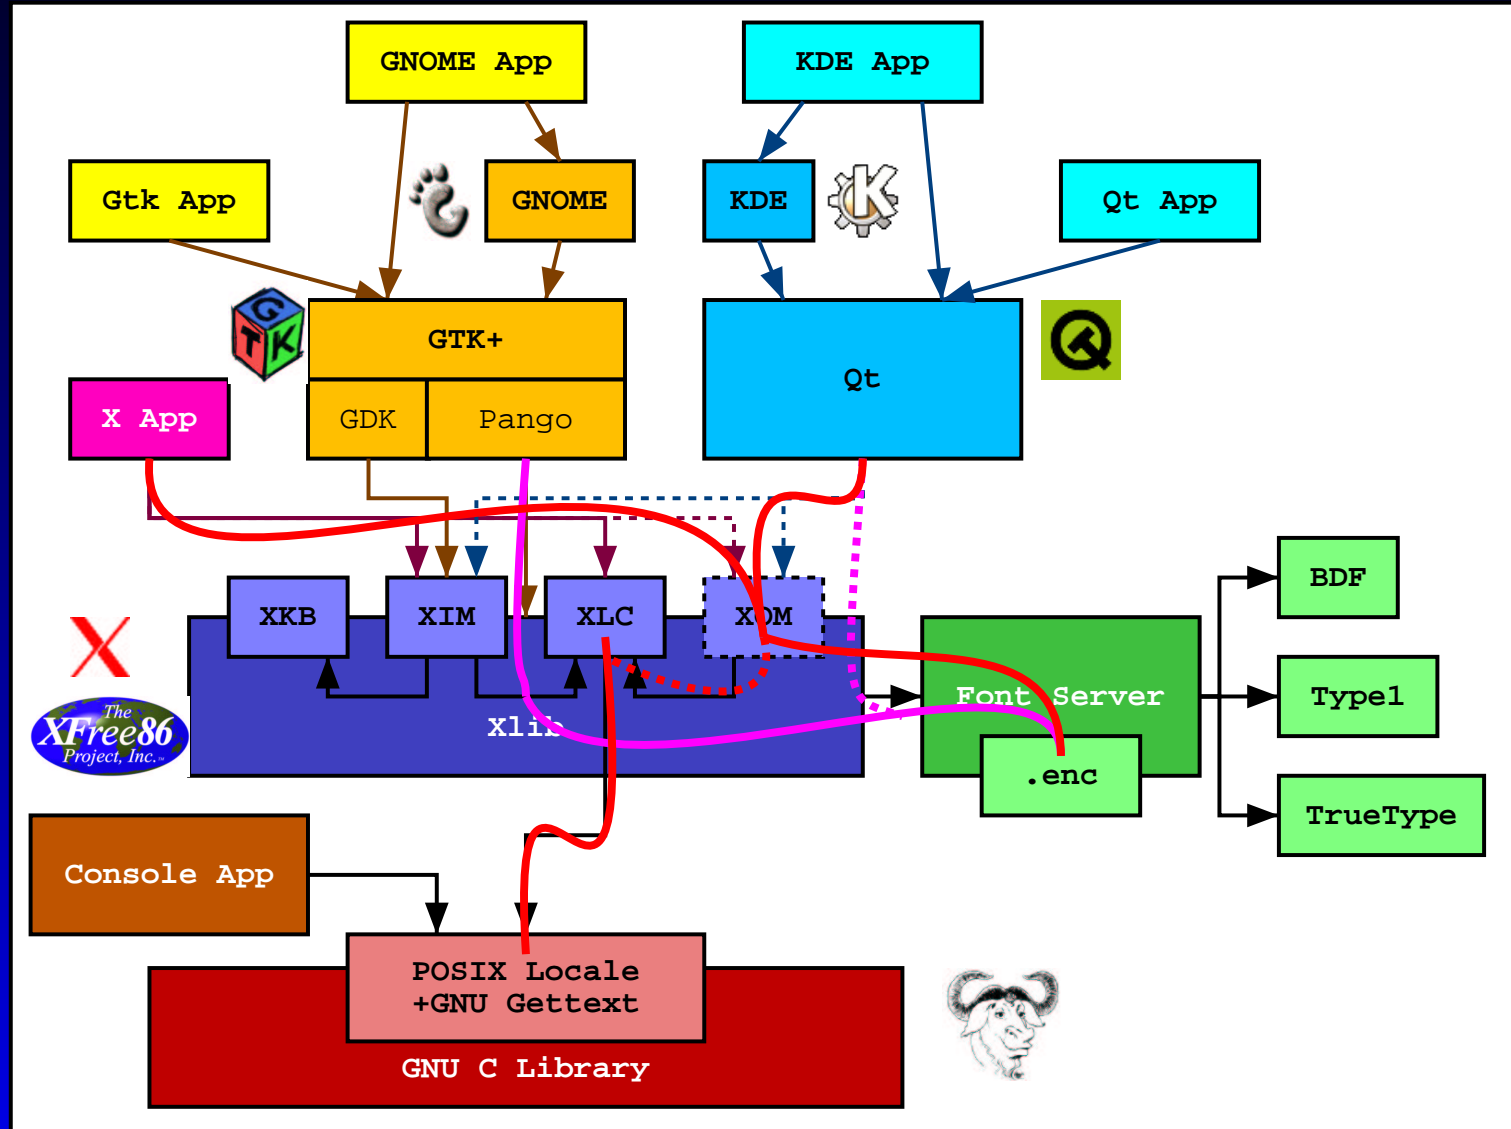 GNOME App
KDE App
Gtk App
GNOME
KDE
K
Qt App
G
T K
GTK+
Qt
X App
GDK
Pango
XKB
XIM
XLC
XOM
BDF
X
Xlib
Font Server
Type1
The
XFree86
Project, Inc.
.enc
TrueType
Console App
POSIX Locale
+GNU Gettext
GNU C Library